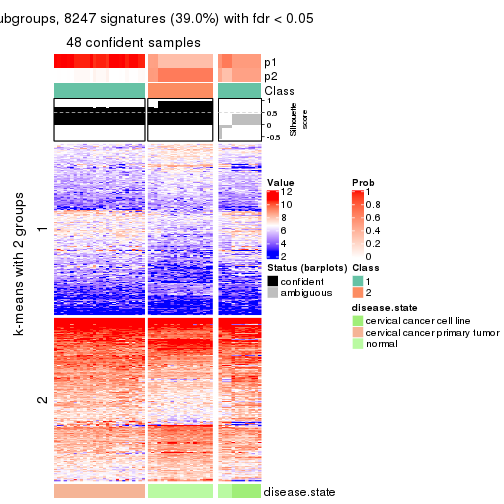 ubgroups, 8247 signatures (39.0%) with fdr < 0.05
48 confident samples
p1
p2
Class
1
0.5
0
-0.5
Silhouette
score
k-means with 2 groups
1
2
disease.state
Value
12
10
8
6
4
2
Prob
1
0.8
0.6
0.4
0.2
0
Status (barplots)
confident
ambiguous
Class
1
2
disease.state
cervical cancer cell line
cervical cancer primary tumor
normal